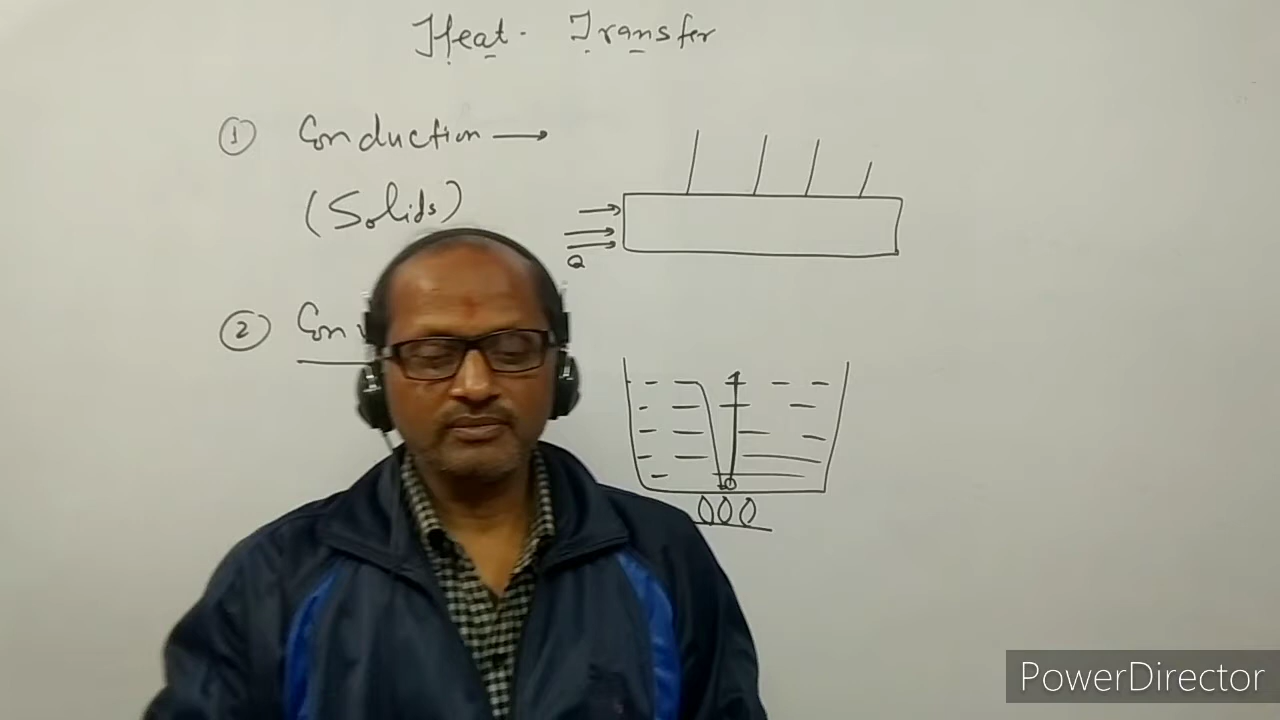 Heat - Transfer
① Conduction →
(Solids)
Q
②
PowerDirector